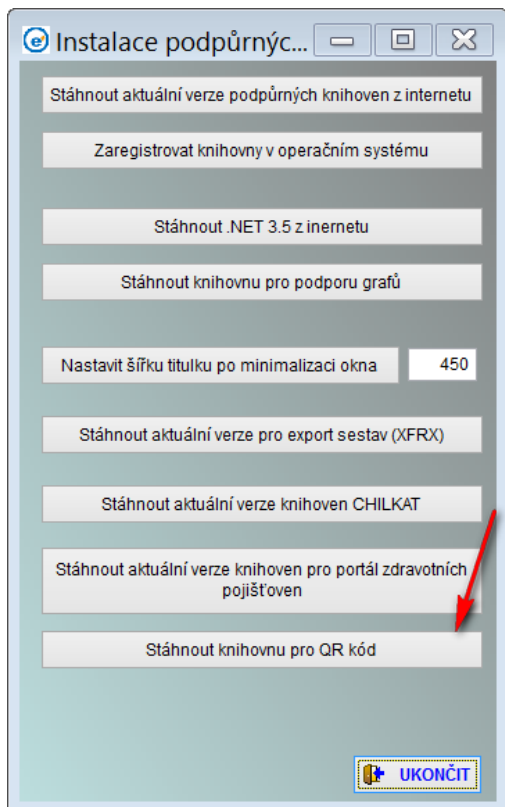 Instalace podpůrnýc...
Stáhnout aktuální verze podpůrných knihoven z internetu
Zaregistrovat knihovny v operačním systému
Stáhnout .NET 3.5 z inernetu
Stáhnout knihovnu pro podporu grafů
Nastavit šířku titulku po minimalizaci okna 450
Stáhnout aktuální verze pro export sestav (XFRX)
Stáhnout aktuální verze knihoven CHILKAT
Stáhnout aktuální verze knihoven pro portál zdravotních
pojišťoven
Stáhnout knihovnu pro QR kód
UKONČIT